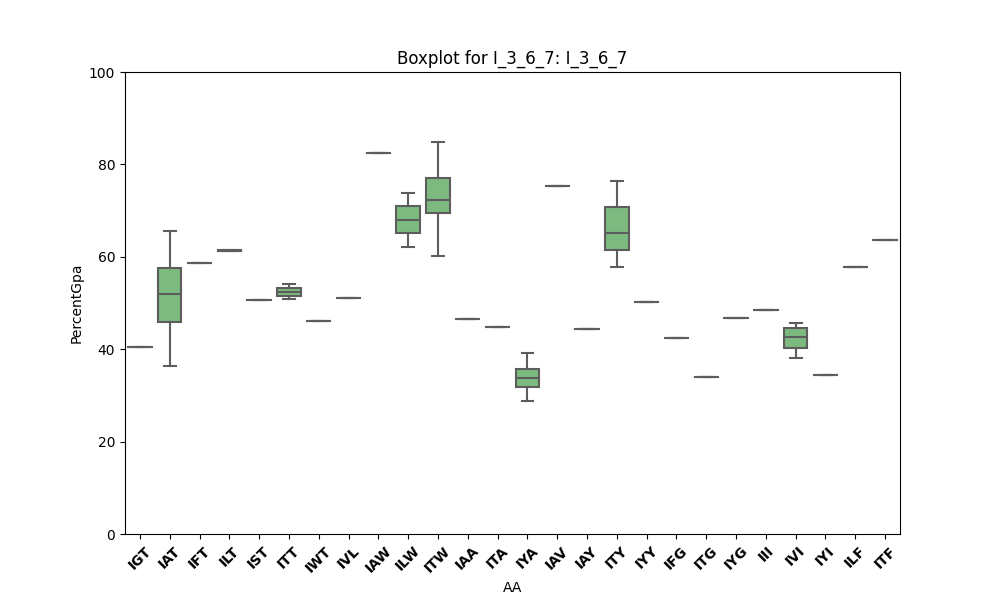 Boxplot for I_3_6_7: I_3_6_7
100
80
60
40
20
0
PercentGpa
IGT IAT IFT ILT IST ITT IWT IVL IAW ILW ITW IAA ITA IYA IAV IAY ITY IYY IFG ITG IYG III IVI IYI ILF ITF
AA